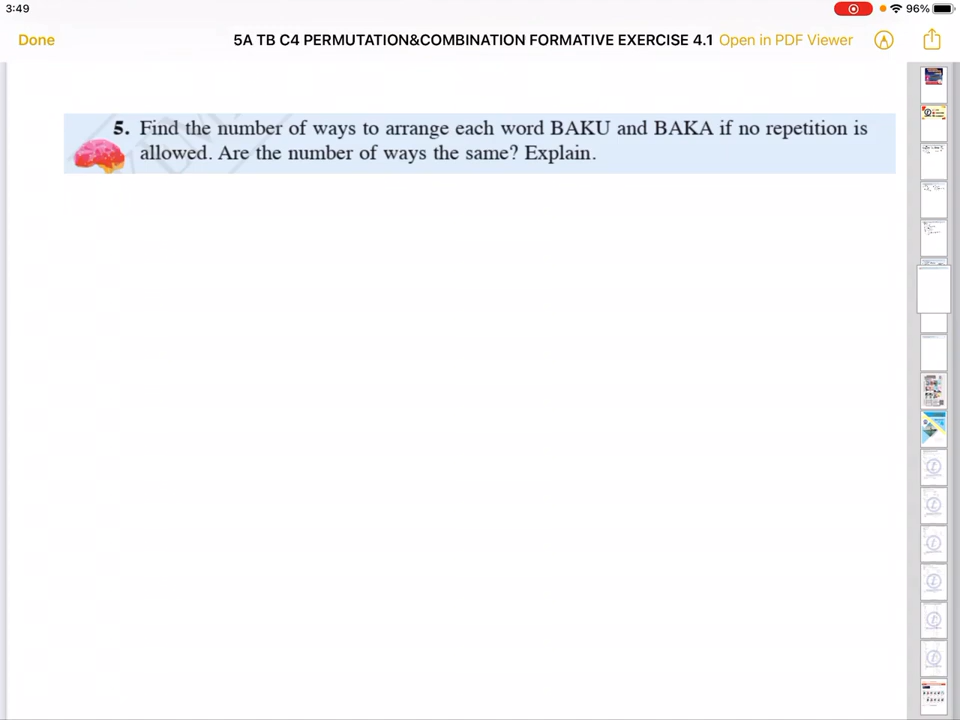 3:49
96%
Done
5A TB C4 PERMUTATION&COMBINATION FORMATIVE EXERCISE 4.1
Open in PDF Viewer
5. Find the number of ways to arrange each word BAKU and BAKA if no repetition is
allowed. Are the number of ways the same? Explain.